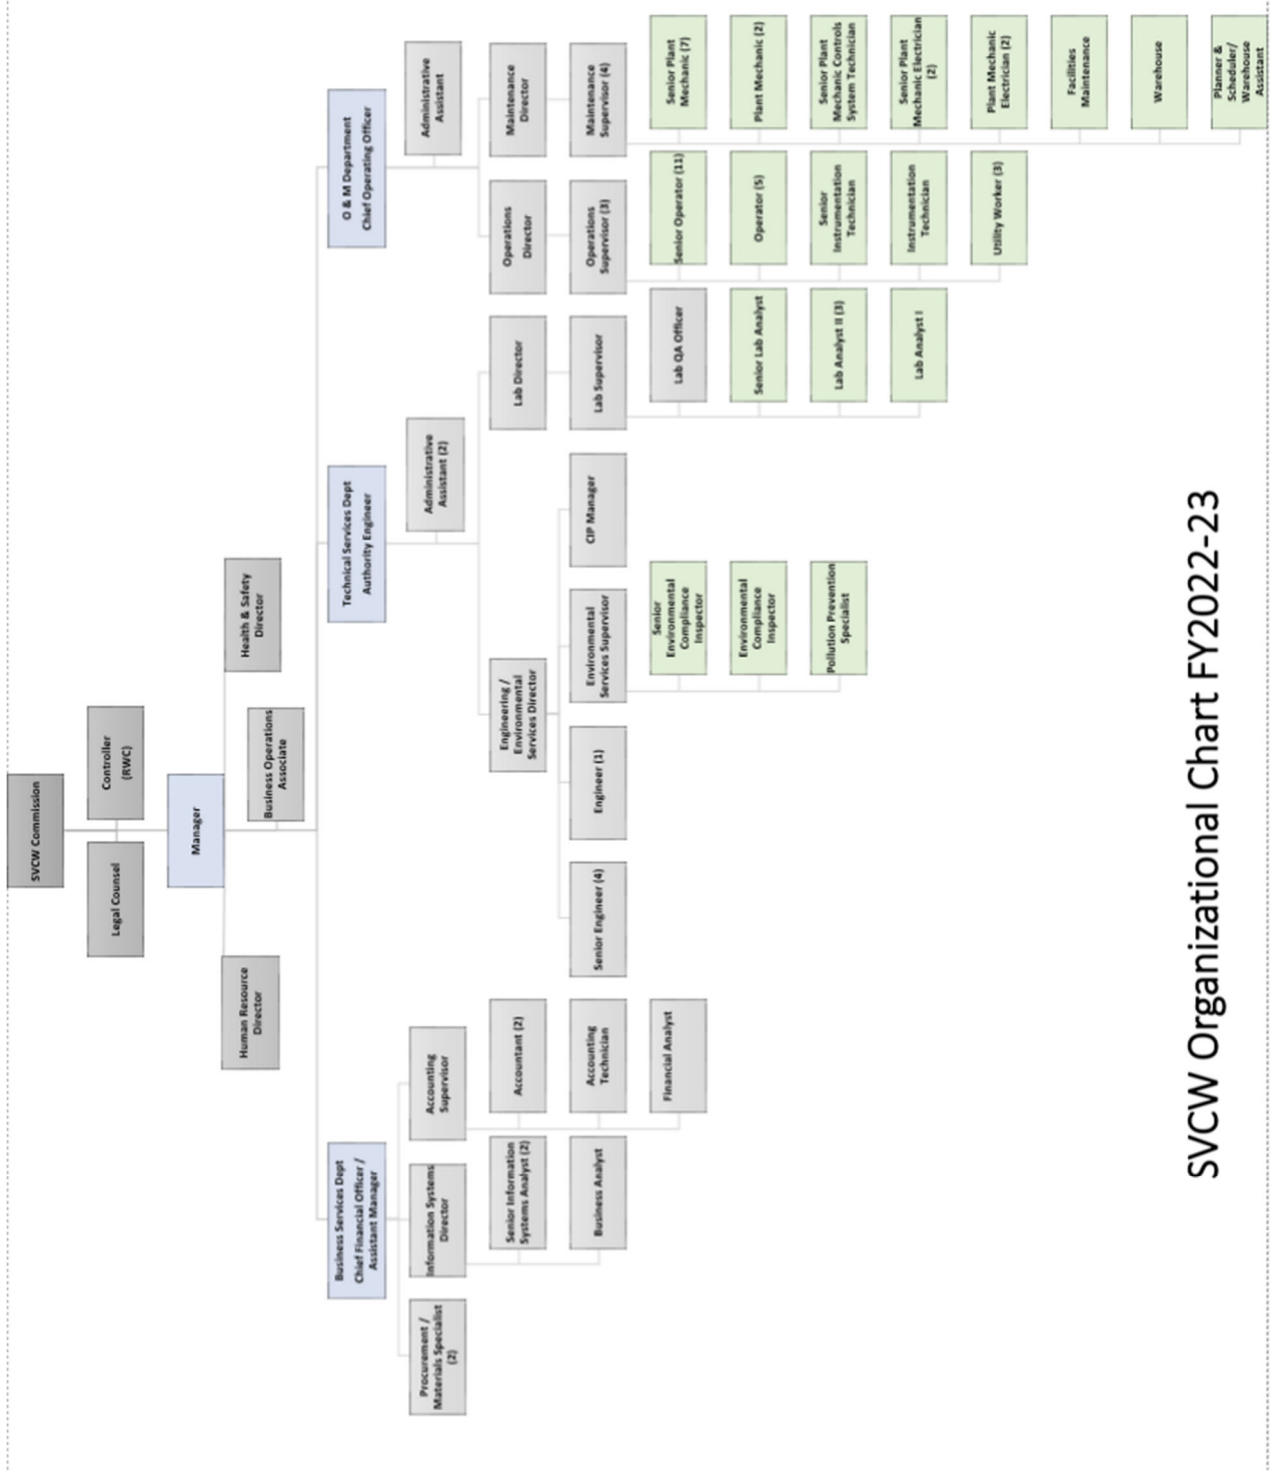 SVCW Commission
Legal Counsel
Controller
(RWC)
Manager
Human Resource
Director
Business Operations
Associate
Health & Safety
Director
Business Services Dept
Chief Financial Officer /
Assistant Manager
Technical Services Dept
Authority Engineer
O & M Department
Chief Operating Officer
Procurement /
Materials Specialist
(2)
Information Systems
Director
Senior Information
Systems Analyst (2)
Business Analyst
Accounting
Supervisor
Accountant (2)
Accounting
Technician
Financial Analyst
Administrative
Assistant (2)
Engineering /
Environmental
Services Director
Senior Engineer (4)
Engineer (1)
Environmental
Services Supervisor
Senior
Environmental
Compliance
Inspector
Environmental
Compliance
Inspector
Pollution Prevention
Specialist
CIP Manager
Lab Director
Lab Supervisor
Lab QA Officer
Senior Lab Analyst
Lab Analyst II (3)
Lab Analyst I
Administrative
Assistant
Operations
Director
Operations
Supervisor (3)
Senior Operator (11)
Operator (5)
Senior
Instrumentation
Technician
Instrumentation
Technician
Utility Worker (3)
Maintenance
Director
Maintenance
Supervisor (4)
Senior Plant
Mechanic (7)
Plant Mechanic (2)
Senior Plant
Mechanic Controls
System Technician
Senior Plant
Mechanic Electrician
(2)
Plant Mechanic
Electrician (2)
Facilities
Maintenance
Warehouse
Planner &
Scheduler/
Warehouse
Assistant
SVCW Organizational Chart FY2022-23